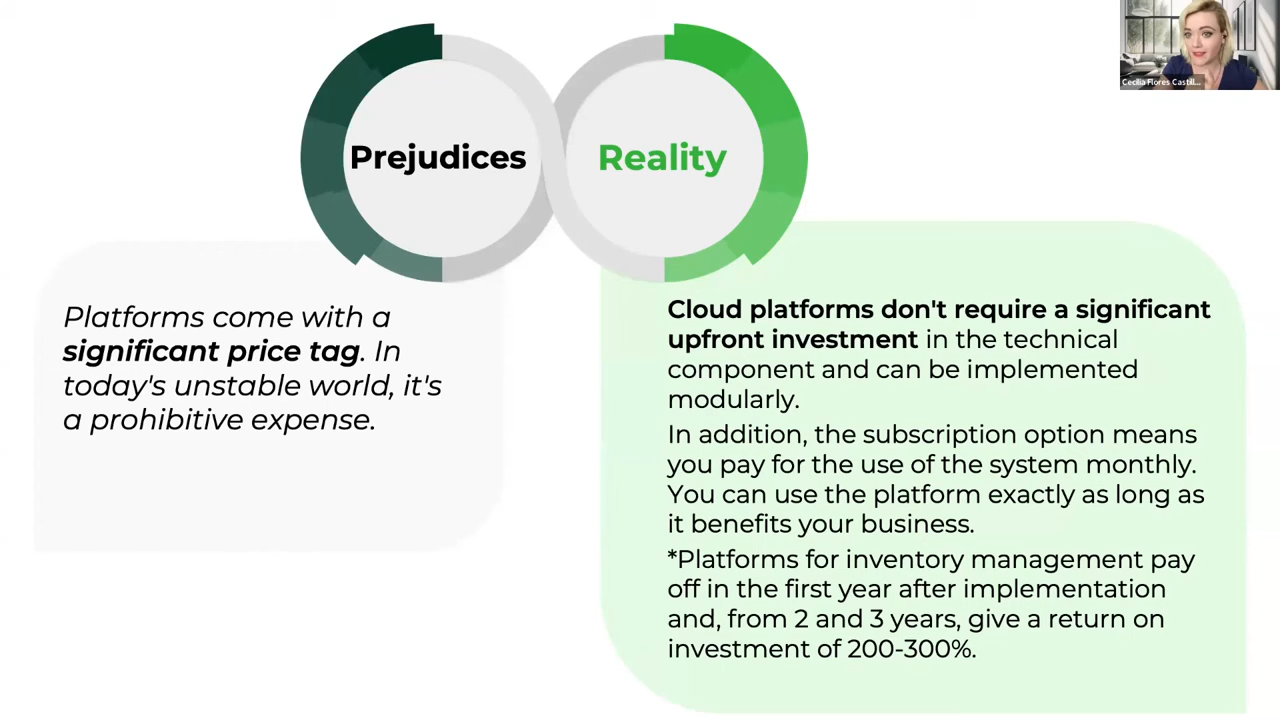 Cecilia Flores Castill...
Prejudices
Reality
Platforms come with a
significant price tag. In
today's unstable world, it's
a prohibitive expense.
Cloud platforms don't require a significant
upfront investment in the technical
component and can be implemented
modularly.
In addition, the subscription option means
you pay for the use of the system monthly.
You can use the platform exactly as long as
it benefits your business.
*Platforms for inventory management pay
off in the first year after implementation
and, from 2 and 3 years, give a return on
investment of 200-300%.